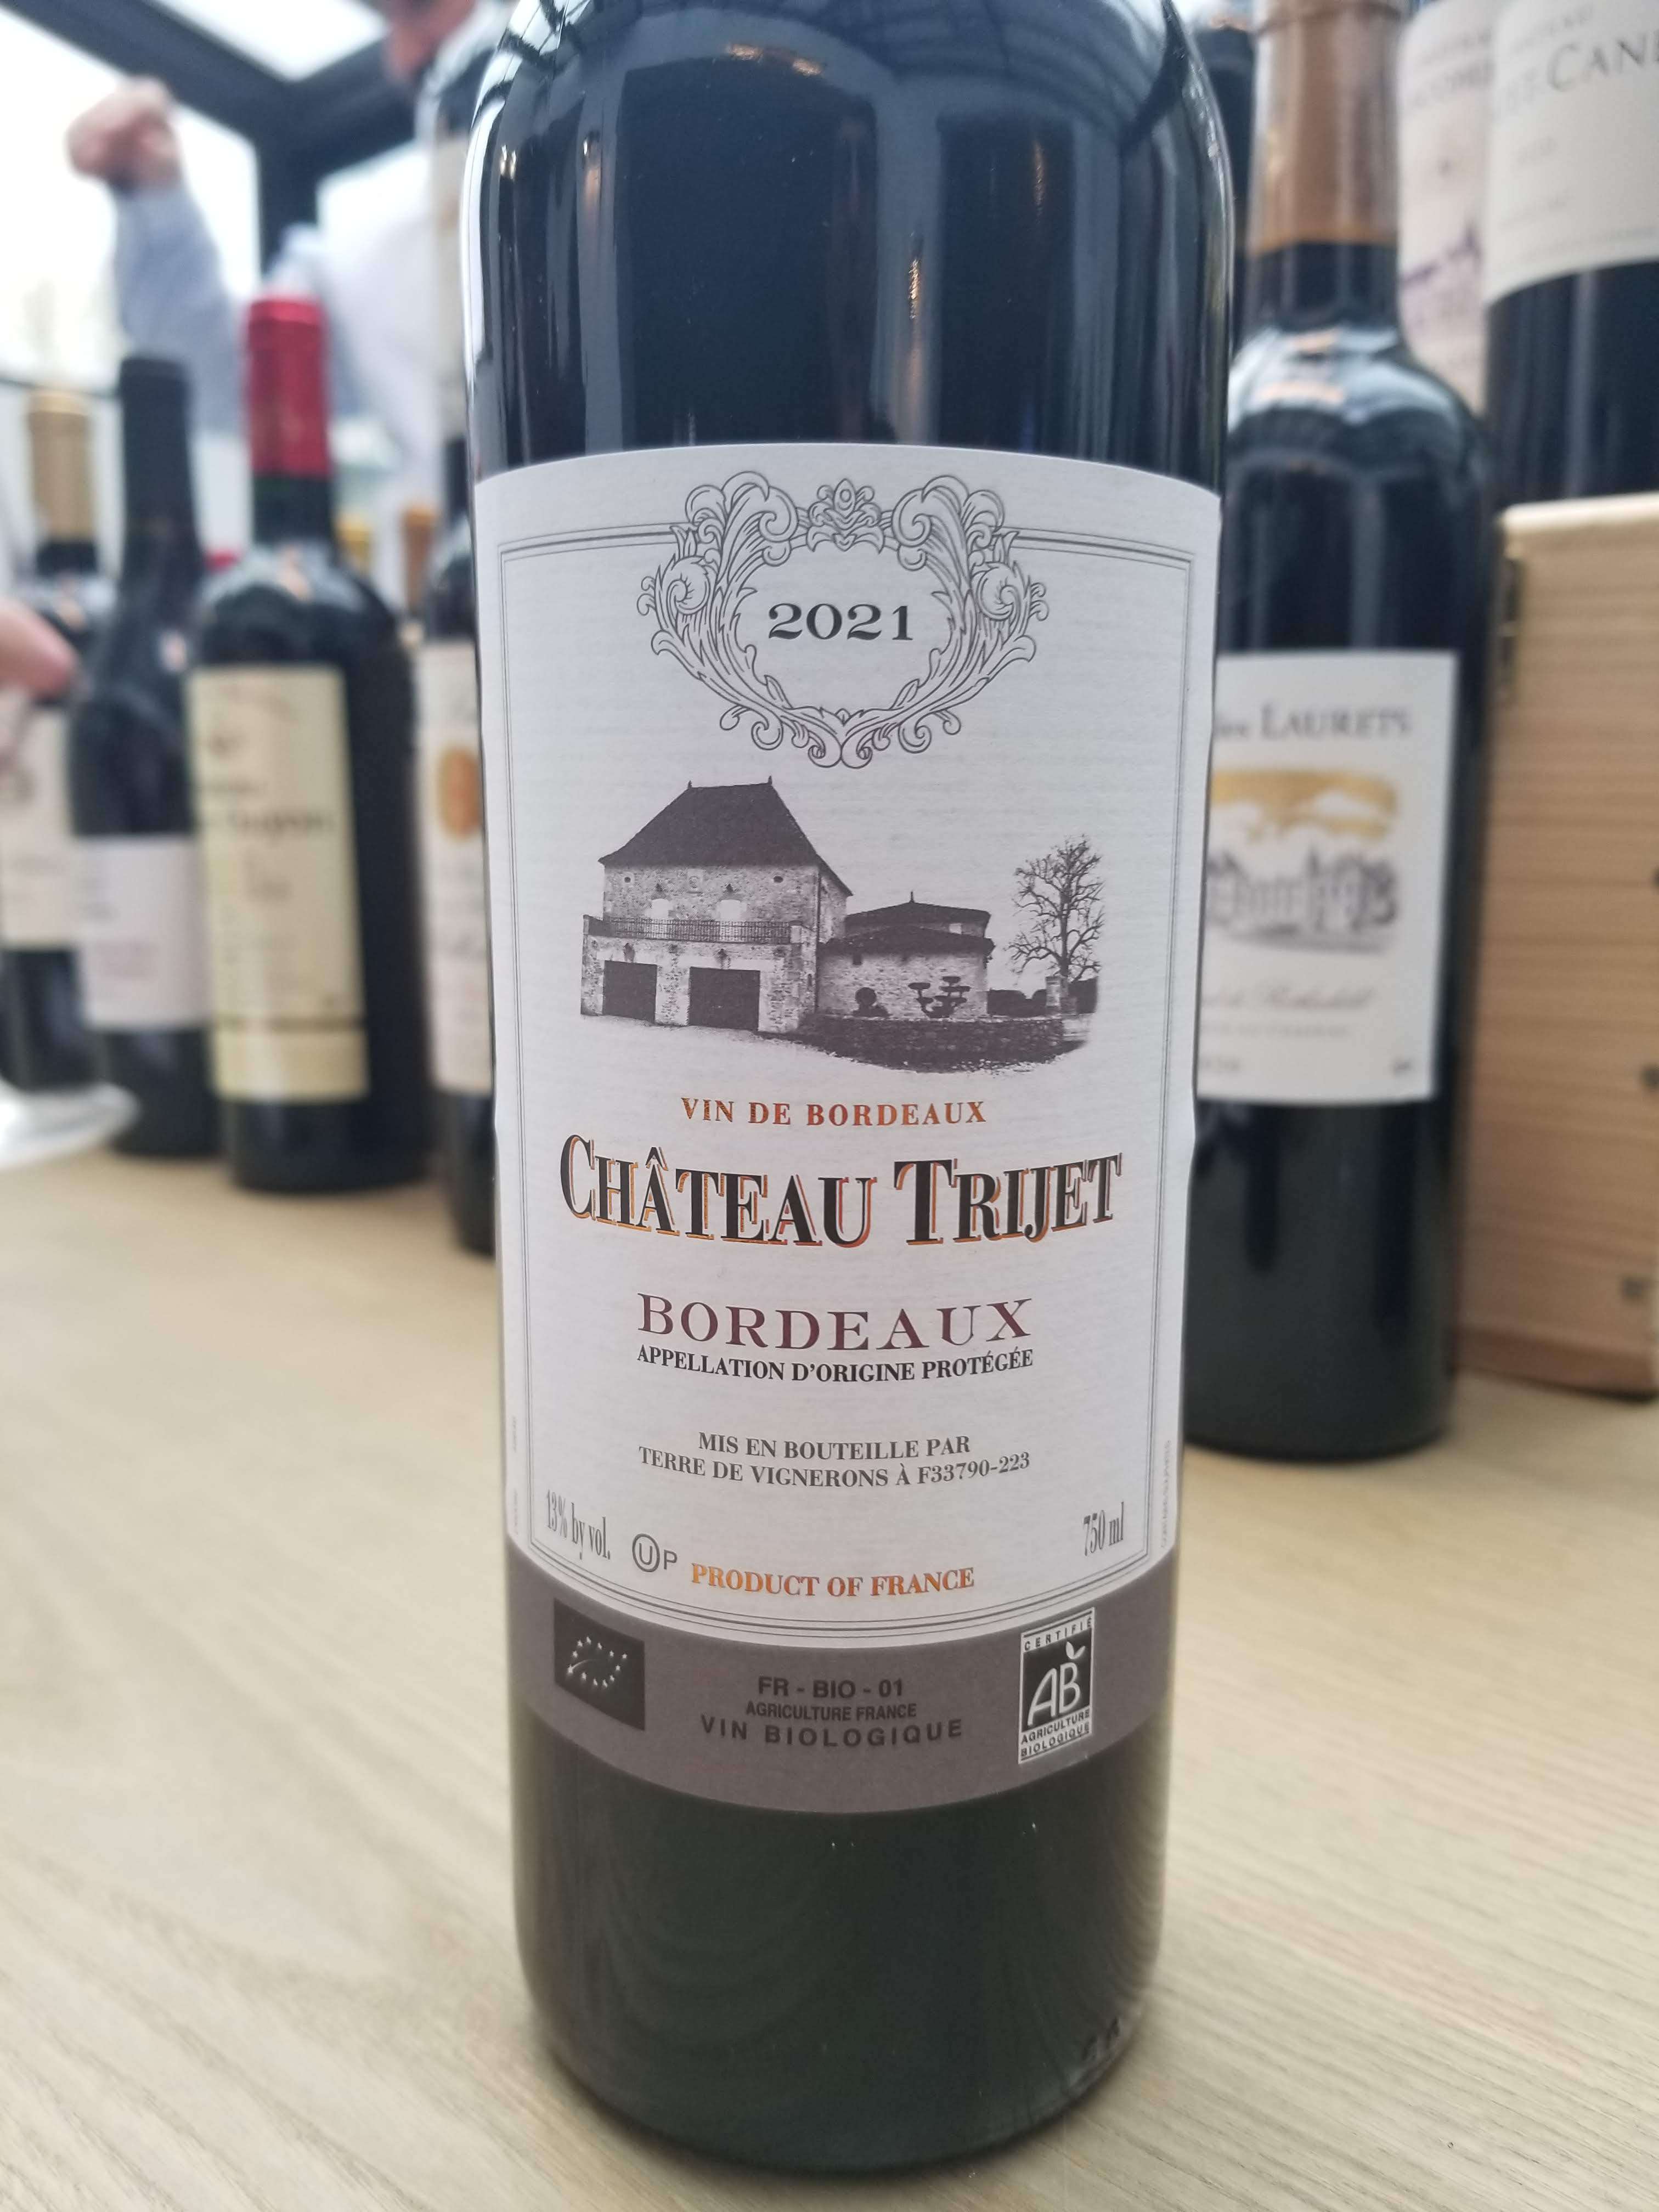 2021
VIN DE BORDEAUX
CHÂTEAU TRIJET
BORDEAUX
APPELLATION D'ORIGINE PROTÉGÉE
MIS EN BOUTEILLE PAR
TERRE DE VIGNERONS À F33790-223
13% by vol.
750 ml
UP
PRODUCT OF FRANCE
FR - BIO - 01
AGRICULTURE FRANCE
VIN BIOLOGIQUE
CERTIFIÉ
AB
AGRICULTURE
BIOLOGIQUE
LAURETS